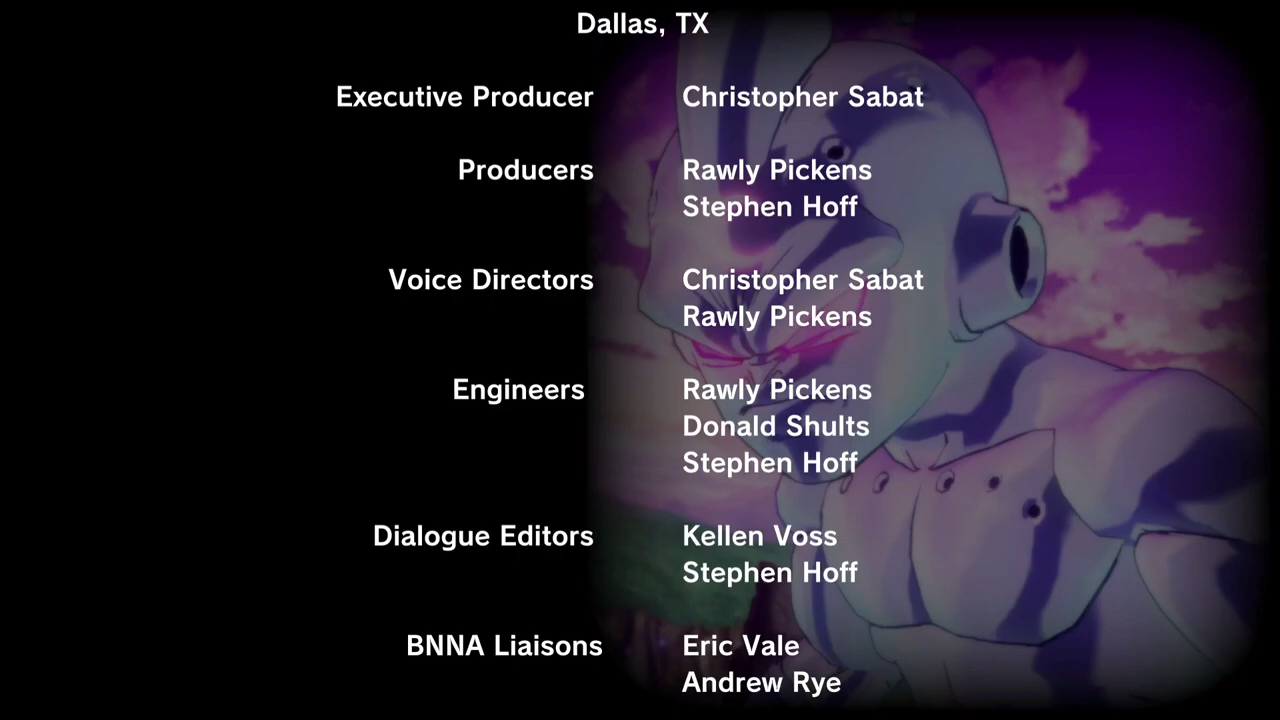 Dallas, TX
Executive Producer Christopher Sabat
Producers Rawly Pickens
Stephen Hoff
Voice Directors Christopher Sabat
Rawly Pickens
Engineers Rawly Pickens
Donald Shults
Stephen Hoff
Dialogue Editors Kellen Voss
Stephen Hoff
BNNA Liaisons Eric Vale
Andrew Rye